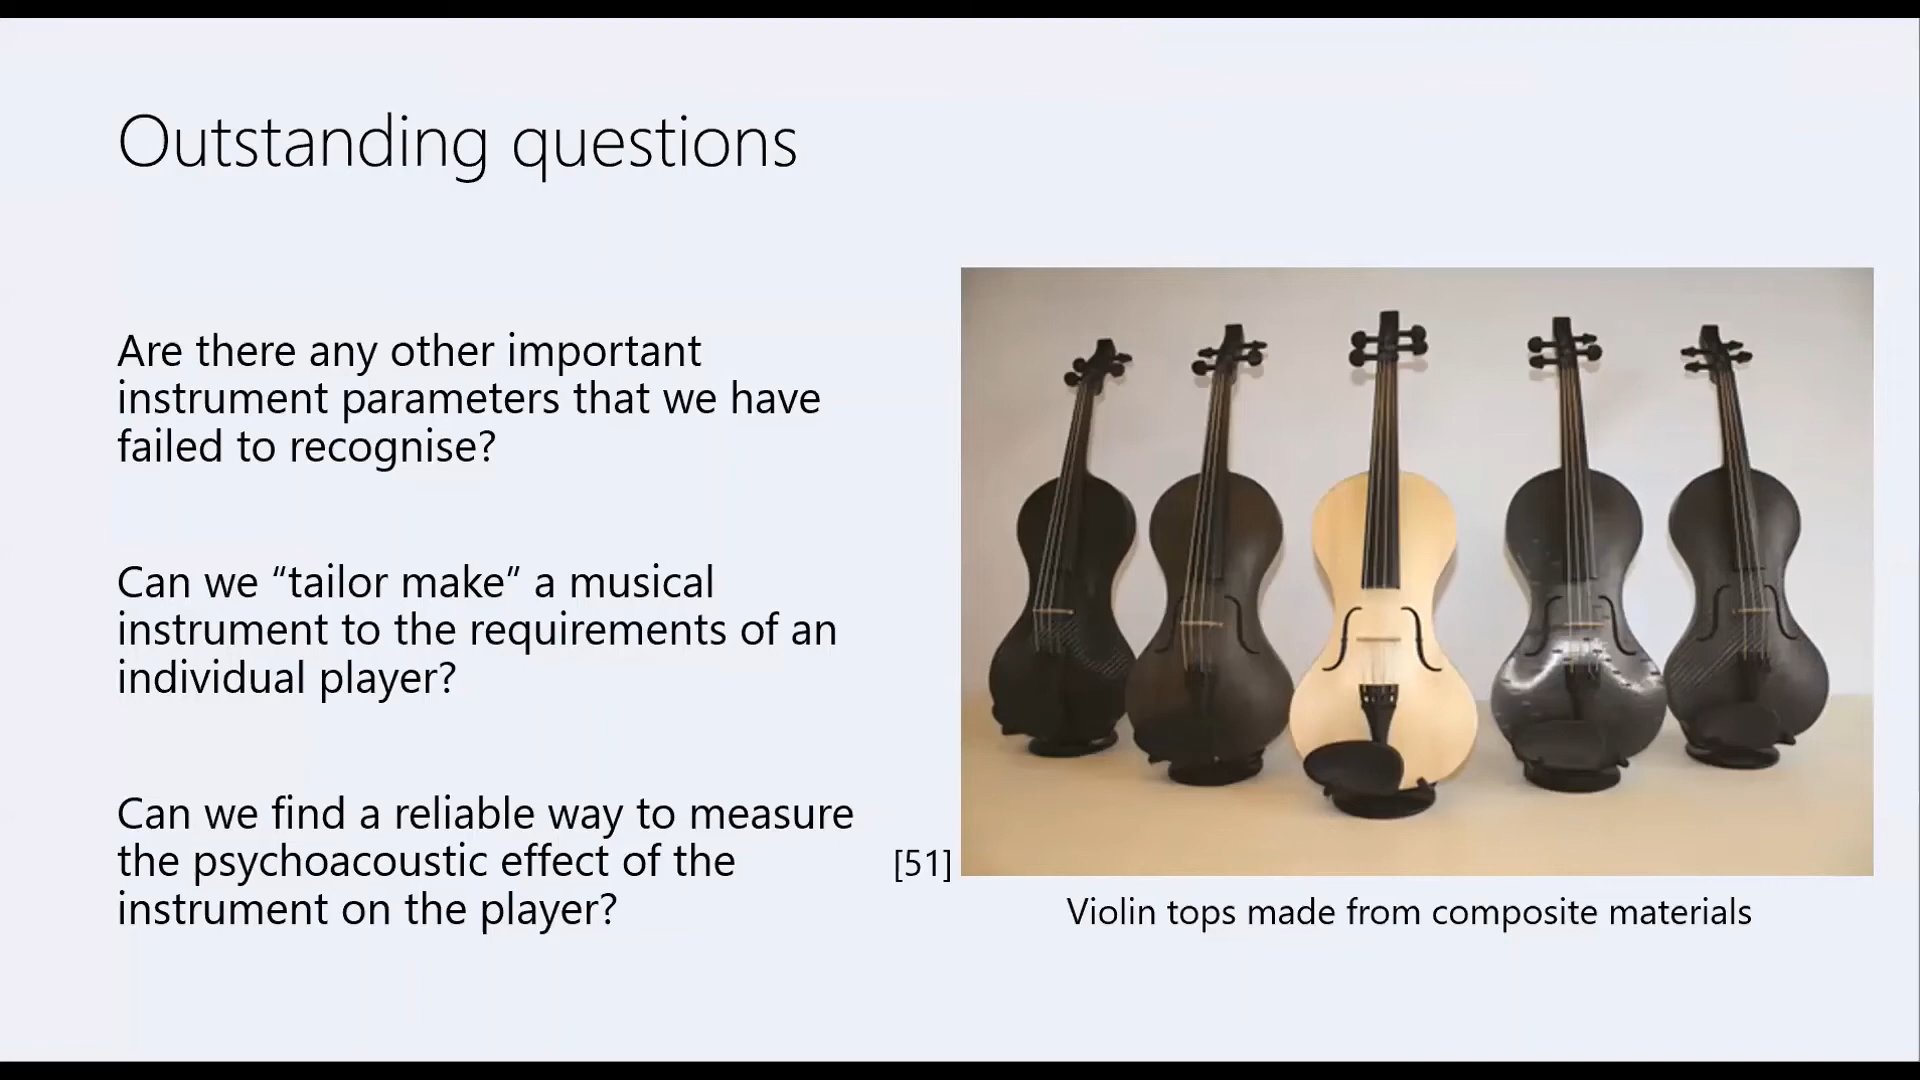 Outstanding questions
Are there any other important
instrument parameters that we have
failed to recognise?
Can we “tailor make” a musical
instrument to the requirements of an
individual player?
Can we find a reliable way to measure
the psychoacoustic effect of the
instrument on the player?
[51]
Violin tops made from composite materials